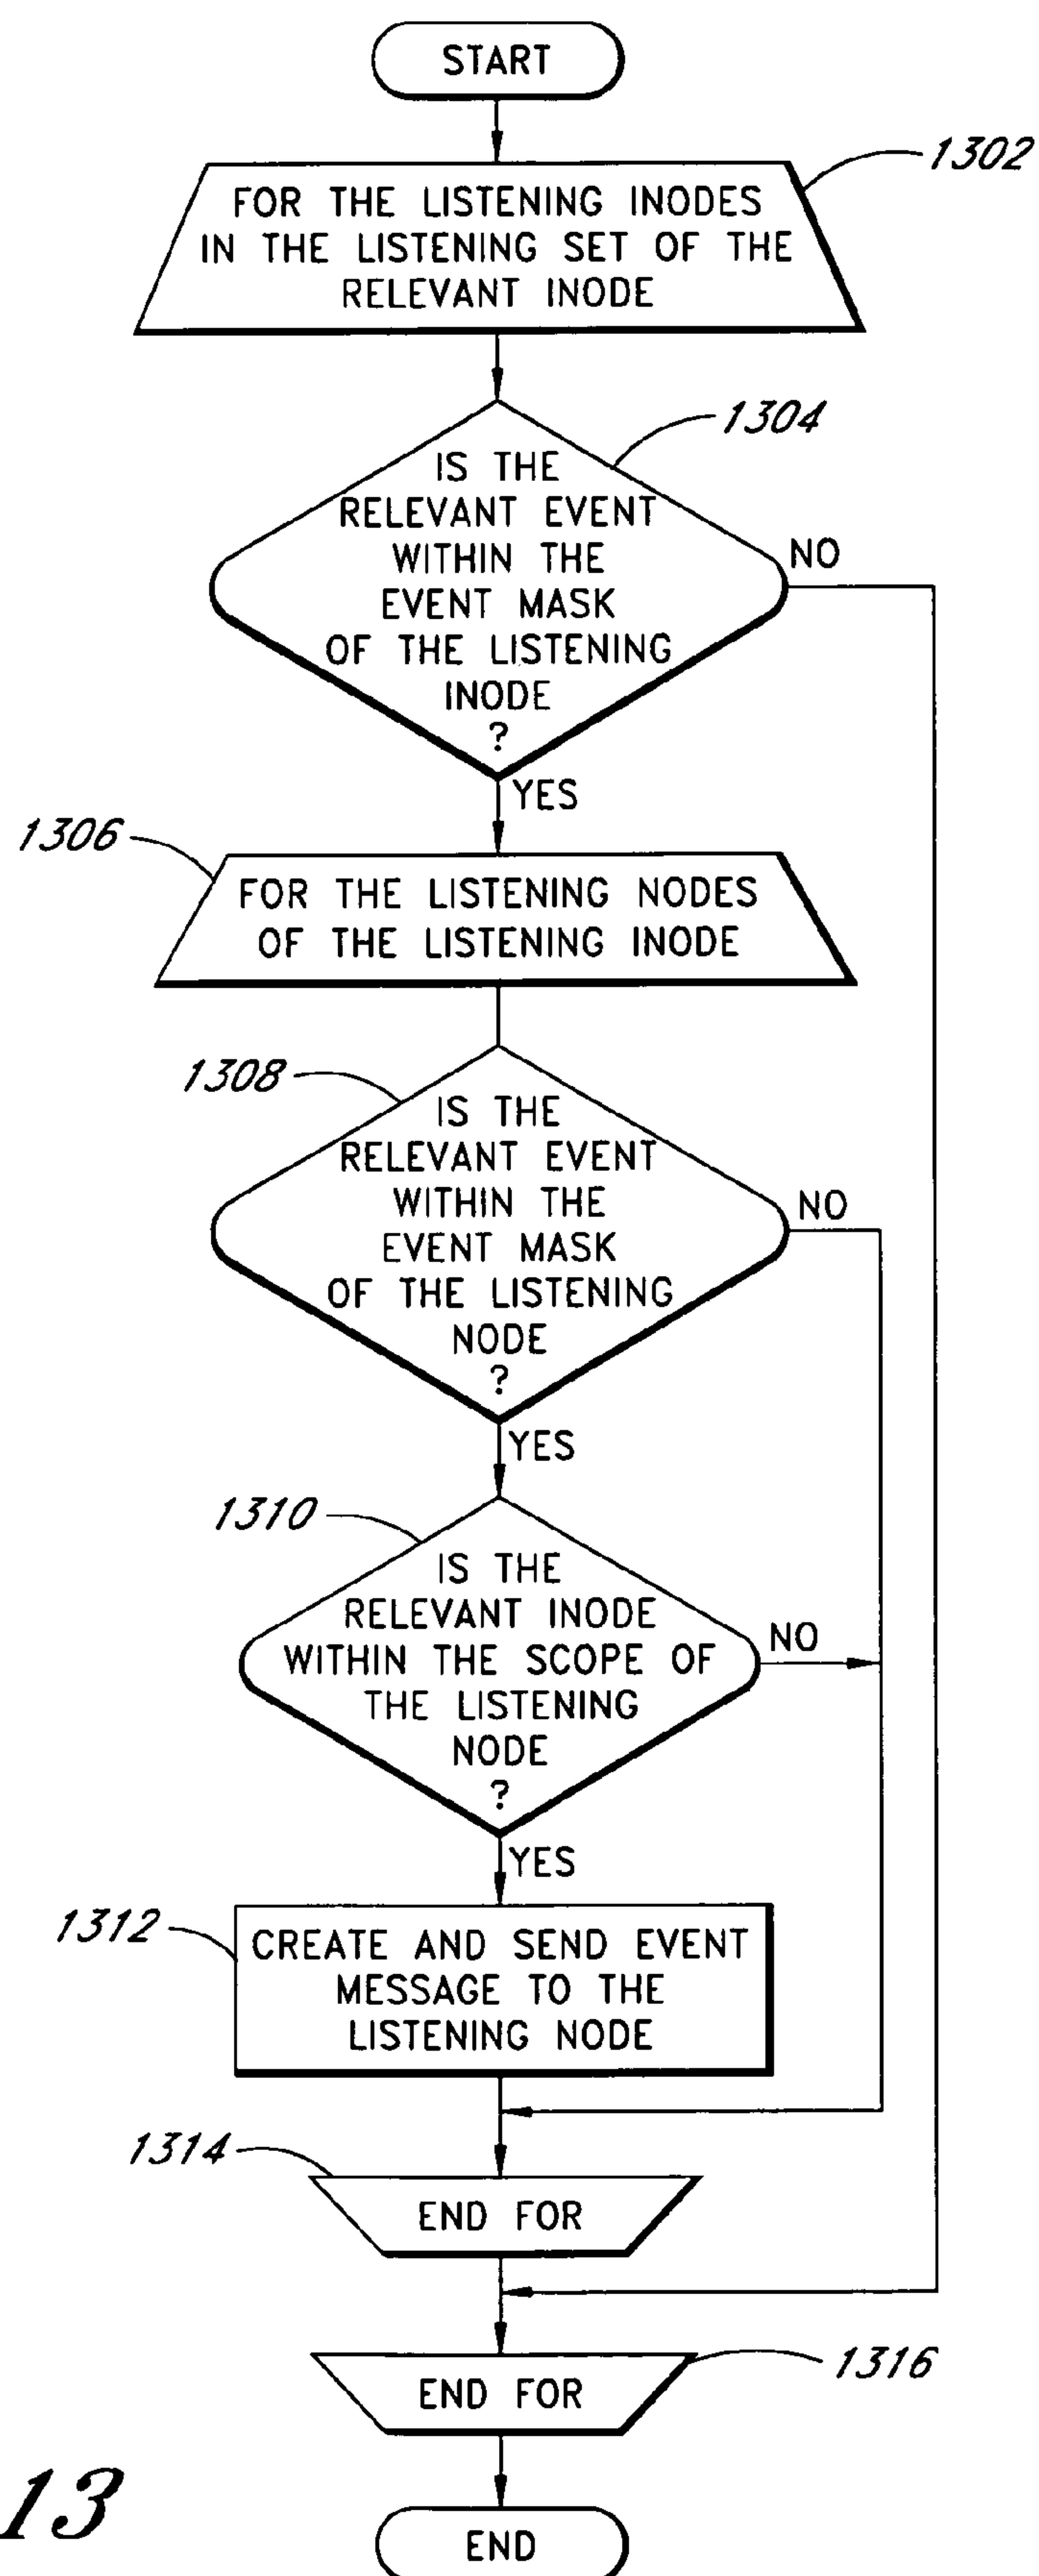 START
1302
FOR THE LISTENING INODES
IN THE LISTENING SET OF THE
RELEVANT INODE
1304
IS THE
RELEVANT EVENT
WITHIN THE
EVENT MASK
OF THE LISTENING
INODE
?
NO
YES
1306
FOR THE LISTENING NODES
OF THE LISTENING INODE
1308
IS THE
RELEVANT EVENT
WITHIN THE
EVENT MASK
OF THE LISTENING
NODE
?
NO
YES
1310
IS THE
RELEVANT INODE
WITHIN THE SCOPE OF
THE LISTENING
NODE
?
NO
YES
1312
CREATE AND SEND EVENT
MESSAGE TO THE
LISTENING NODE
1314
END FOR
1316
END FOR
13
END